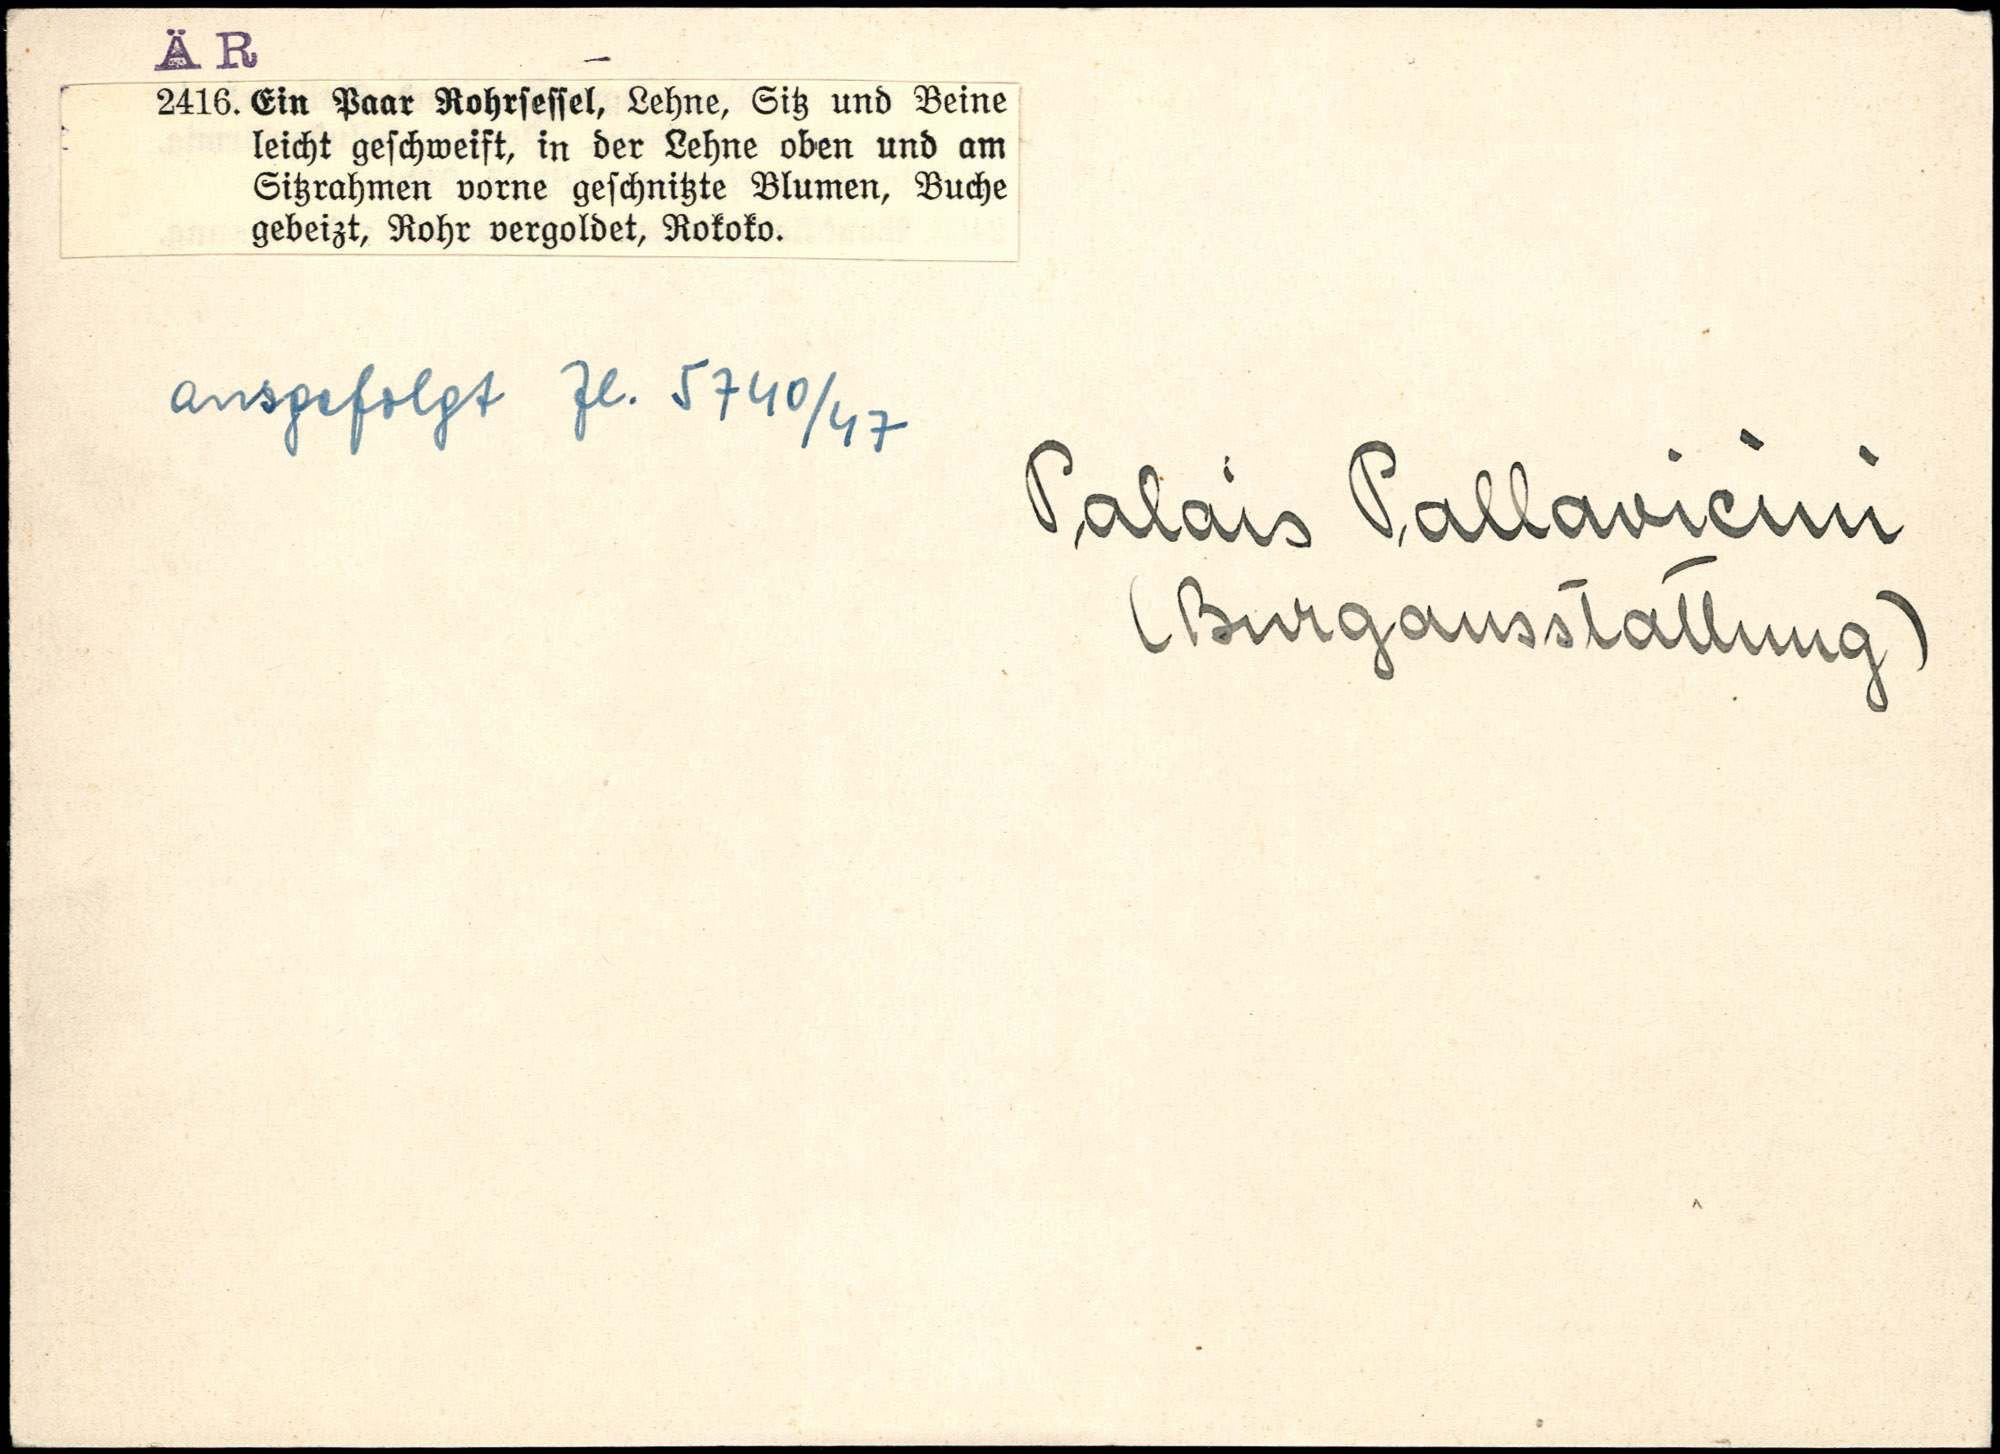 ÄR
2416. Ein Paar Rohrsessel, Lehne, Sitz und Beine
leicht geschweift, in der Lehne oben und am
Sitzrahmen vorne geschnitzte Blumen, Buche
gebeizt, Rohr vergoldet, Rokoko.
ausgefolgt Zl. 5740/47
Palais Pallavicini
(Burgausstattung)